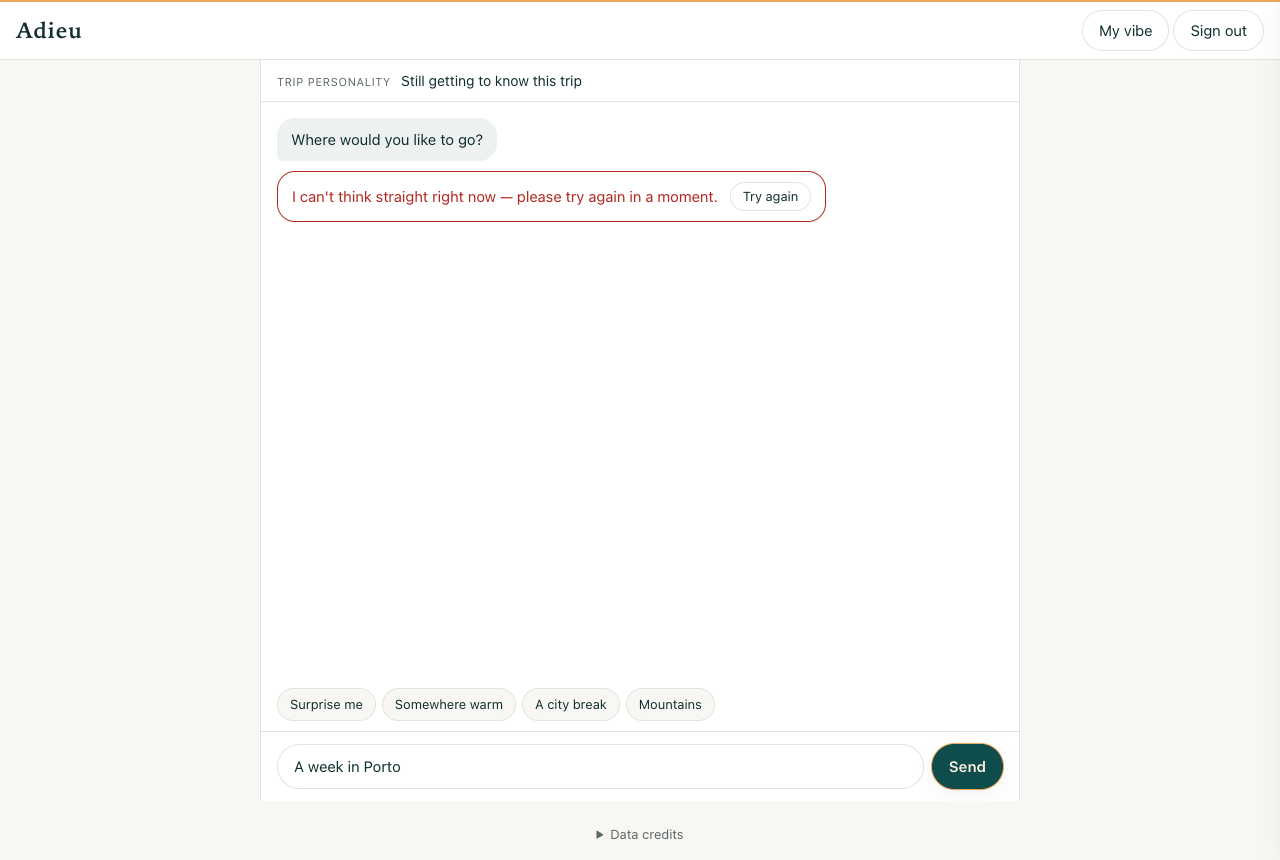 Adieu
My vibe
Sign out
TRIP PERSONALITY Still getting to know this trip
Where would you like to go?
I can't think straight right now — please try again in a moment.
Try again
Surprise me
Somewhere warm
A city break
Mountains
A week in Porto
Send
Data credits